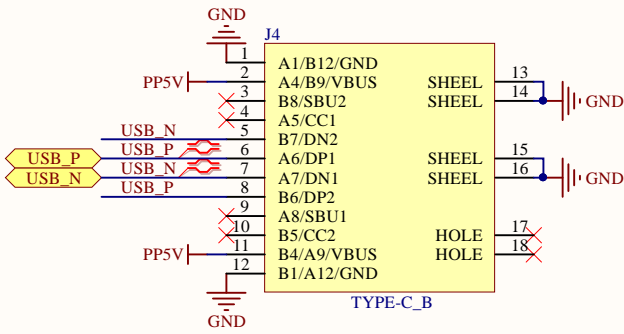 GND
J4
1 A1/B12/GND
PP5V 2 A4/B9/VBUS SHEEL 13
3 B8/SBU2 SHEEL 14 GND
4 A5/CC1
USB_N 5 B7/DN2
USB_P USB_P 6 A6/DP1 SHEEL 15
USB_N USB_N 7 A7/DN1 SHEEL 16 GND
USB_P 8 B6/DP2
9 A8/SBU1
10 B5/CC2 HOLE 17
PP5V 11 B4/A9/VBUS HOLE 18
12 B1/A12/GND
GND TYPE-C_B